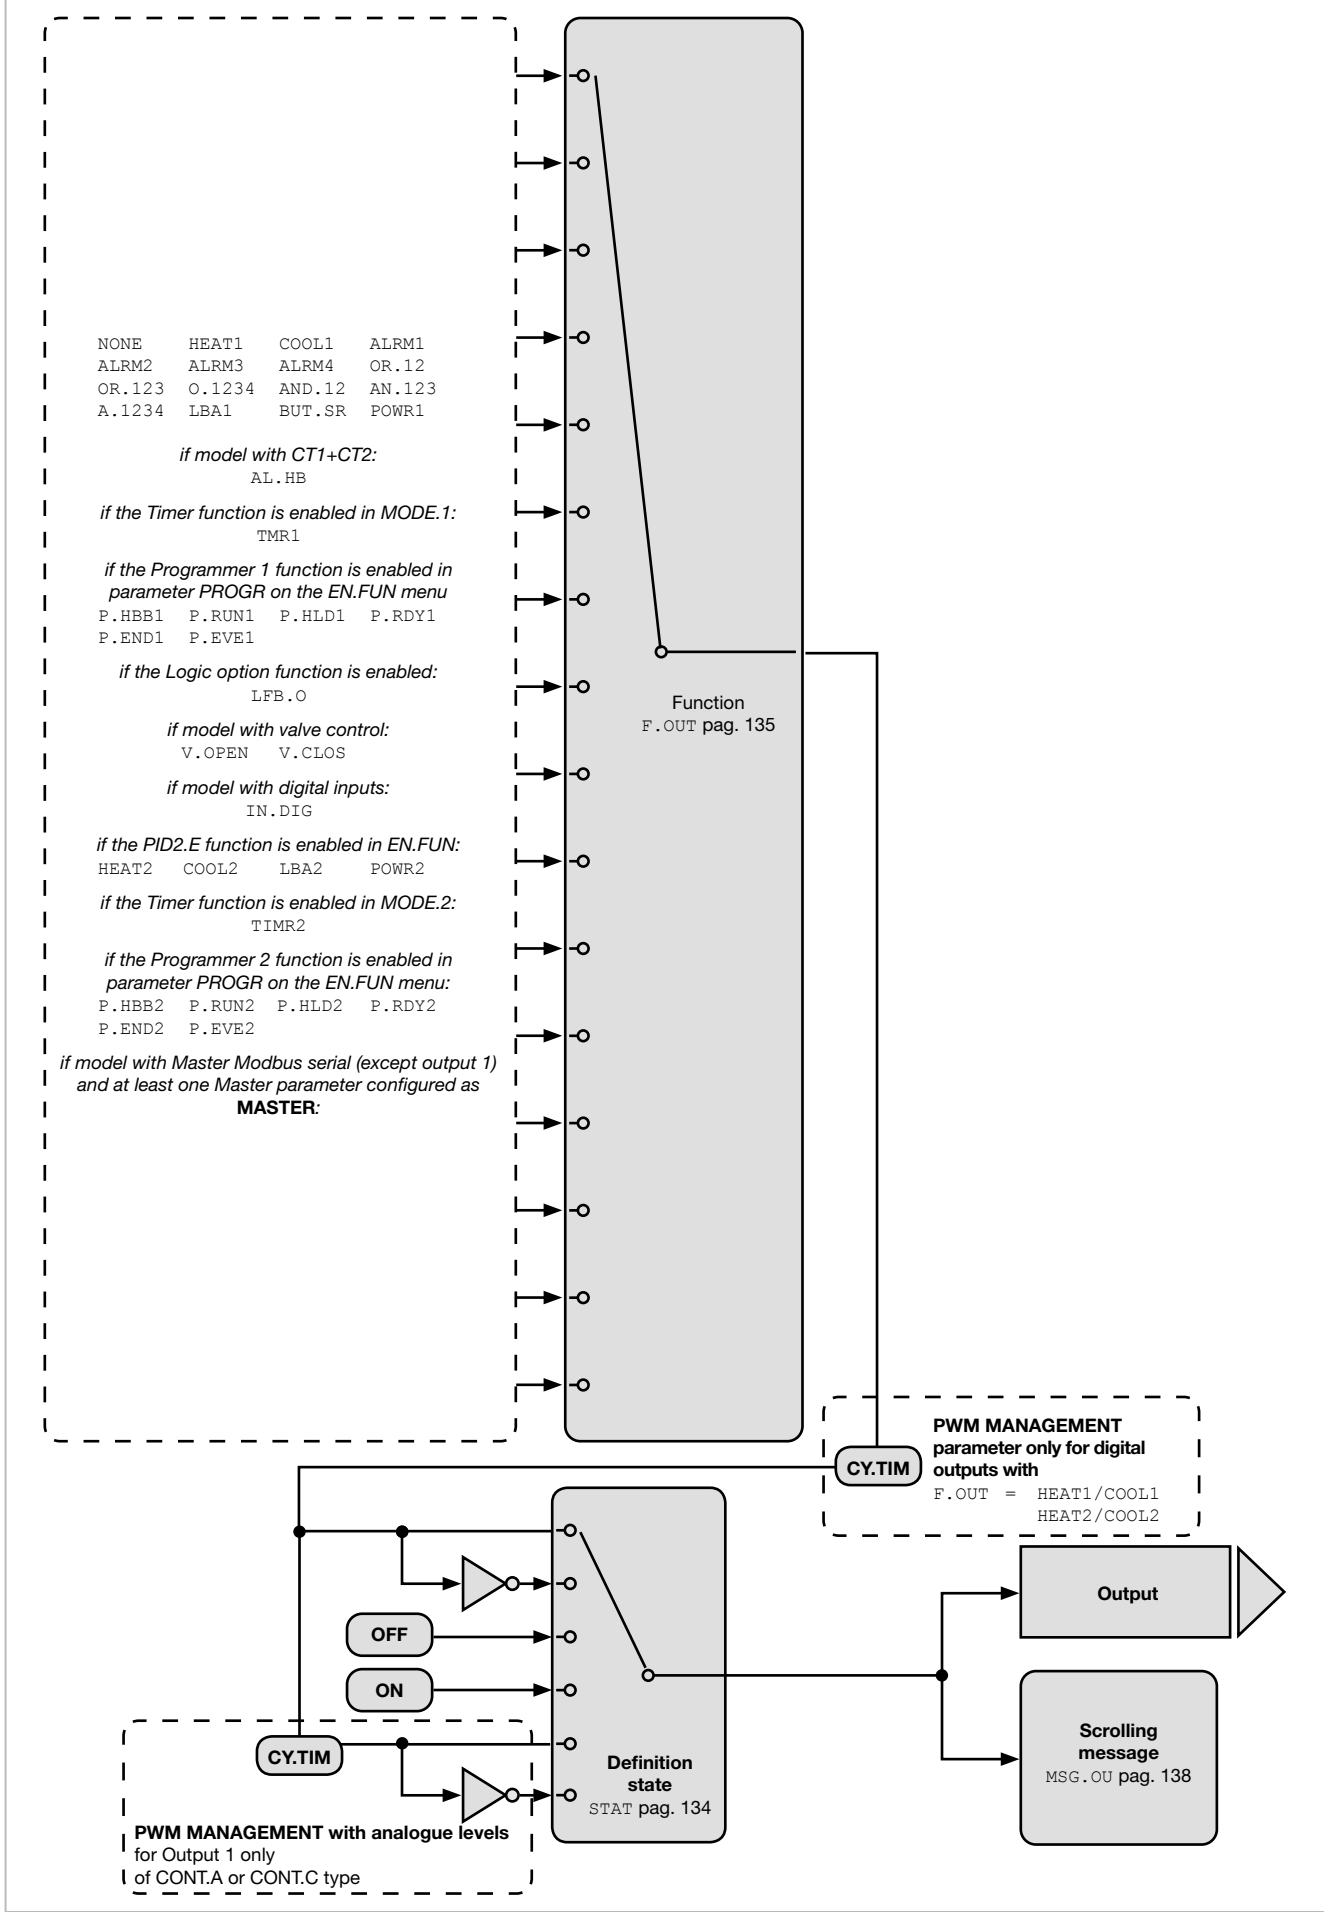 NONE HEAT1 COOL1 ALRM1
ALRM2 ALRM3 ALRM4 OR.12
OR.123 O.1234 AND.12 AN.123
A.1234 LBA1 BUT.SR POWR1
if model with CT1+CT2:
AL.HB
if the Timer function is enabled in MODE.1:
TMR1
if the Programmer 1 function is enabled in
parameter PROGR on the EN.FUN menu
P.HBB1 P.RUN1 P.HLD1 P.RDY1
P.END1 P.EVE1
if the Logic option function is enabled:
LFB.O
if model with valve control:
V.OPEN V.CLOS
if model with digital inputs:
IN.DIG
if the PID2.E function is enabled in EN.FUN:
HEAT2 COOL2 LBA2 POWR2
if the Timer function is enabled in MODE.2:
TIMR2
if the Programmer 2 function is enabled in
parameter PROGR on the EN.FUN menu:
P.HBB2 P.RUN2 P.HLD2 P.RDY2
P.END2 P.EVE2
if model with Master Modbus serial (except output 1)
and at least one Master parameter configured as
MASTER:
Function
F.OUT pag. 135
CY.TIM
PWM MANAGEMENT
parameter only for digital
outputs with
F.OUT = HEAT1/COOL1
HEAT2/COOL2
OFF
ON
CY.TIM
PWM MANAGEMENT with analogue levels
for Output 1 only
of CONT.A or CONT.C type
Definition
state
STAT pag. 134
Output
Scrolling
message
MSG.OU pag. 138